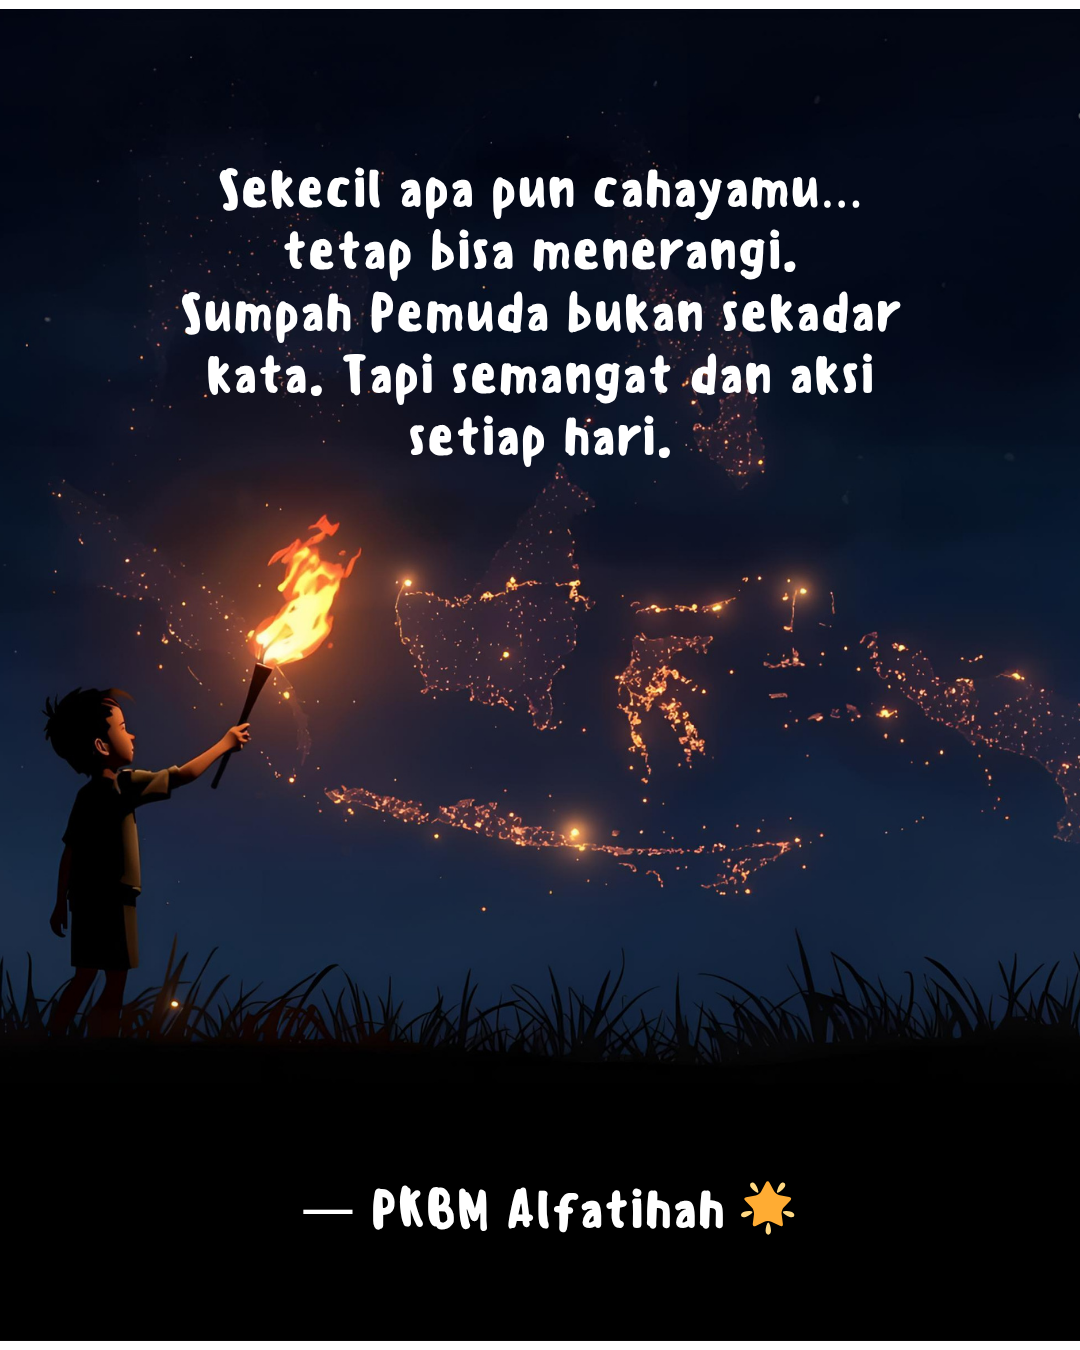 Sekecil apa pun cahayamu...
tetap bisa menerangi.
Sumpah Pemuda bukan sekadar
kata. Tapi semangat dan aksi
setiap hari.
— PKBM Alfatihah 🌟